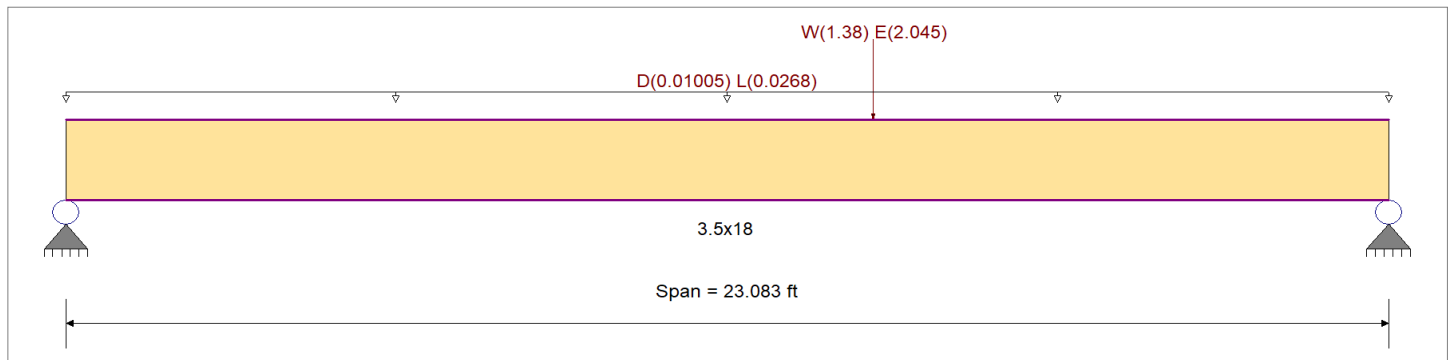 W(1.38) E(2.045)
D(0.01005) L(0.0268)
3.5x18
Span = 23.083 ft